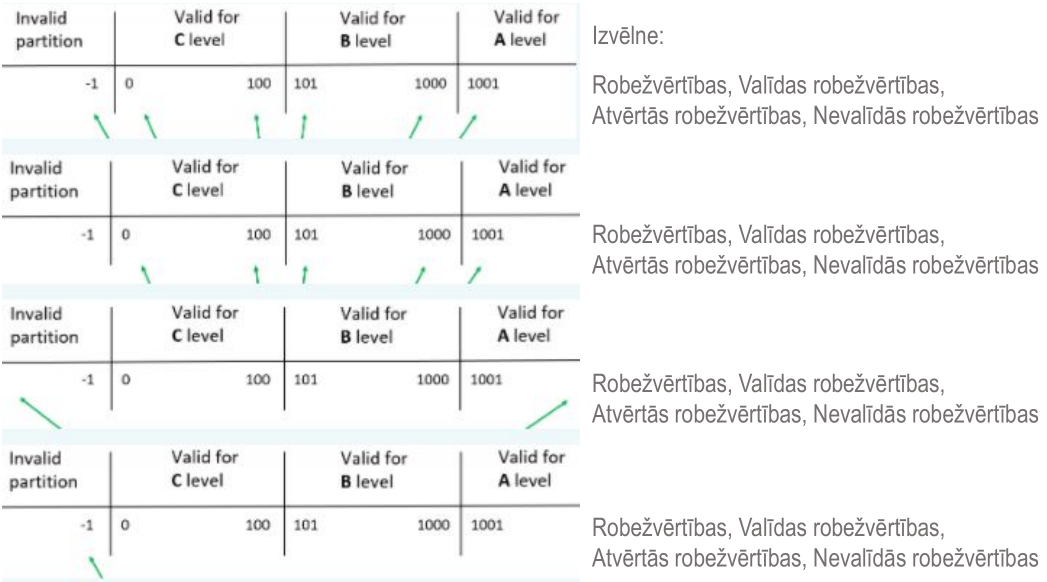 Invalid Valid for Valid for Valid for
partition C level B level A level
-1 0 100 101 1000 1001
Izvēlne:
Robežvērtības, Valīdas robežvērtības,
Atvērtās robežvērtības, Nevalīdās robežvērtības
Invalid Valid for Valid for Valid for
partition C level B level A level
-1 0 100 101 1000 1001
Robežvērtības, Valīdas robežvērtības,
Atvērtās robežvērtības, Nevalīdās robežvērtības
Invalid Valid for Valid for Valid for
partition C level B level A level
-1 0 100 101 1000 1001
Robežvērtības, Valīdas robežvērtības,
Atvērtās robežvērtības, Nevalīdās robežvērtības
Invalid Valid for Valid for Valid for
partition C level B level A level
-1 0 100 101 1000 1001
Robežvērtības, Valīdas robežvērtības,
Atvērtās robežvērtības, Nevalīdās robežvērtības